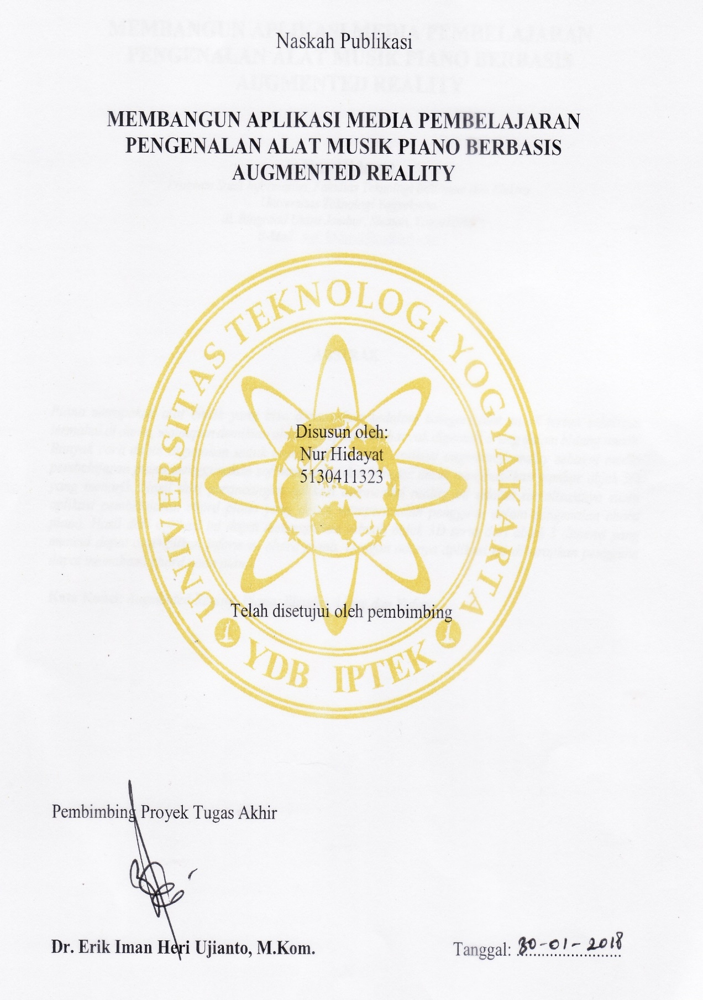 Naskah Publikasi
MEMBANGUN APLIKASI MEDIA PEMBELAJARAN
PENGENALAN ALAT MUSIK PIANO BERBASIS
AUGMENTED REALITY
UNIVERSITAS TEKNOLOGI YOGYAKARTA
Disusun oleh:
Nur Hidayat
5130411323
Telah disetujui oleh pembimbing
YDB IPTEK
Pembimbing Proyek Tugas Akhir
Dr. Erik Iman Heri Ujianto, M.Kom.
Tanggal: 30-01-2018